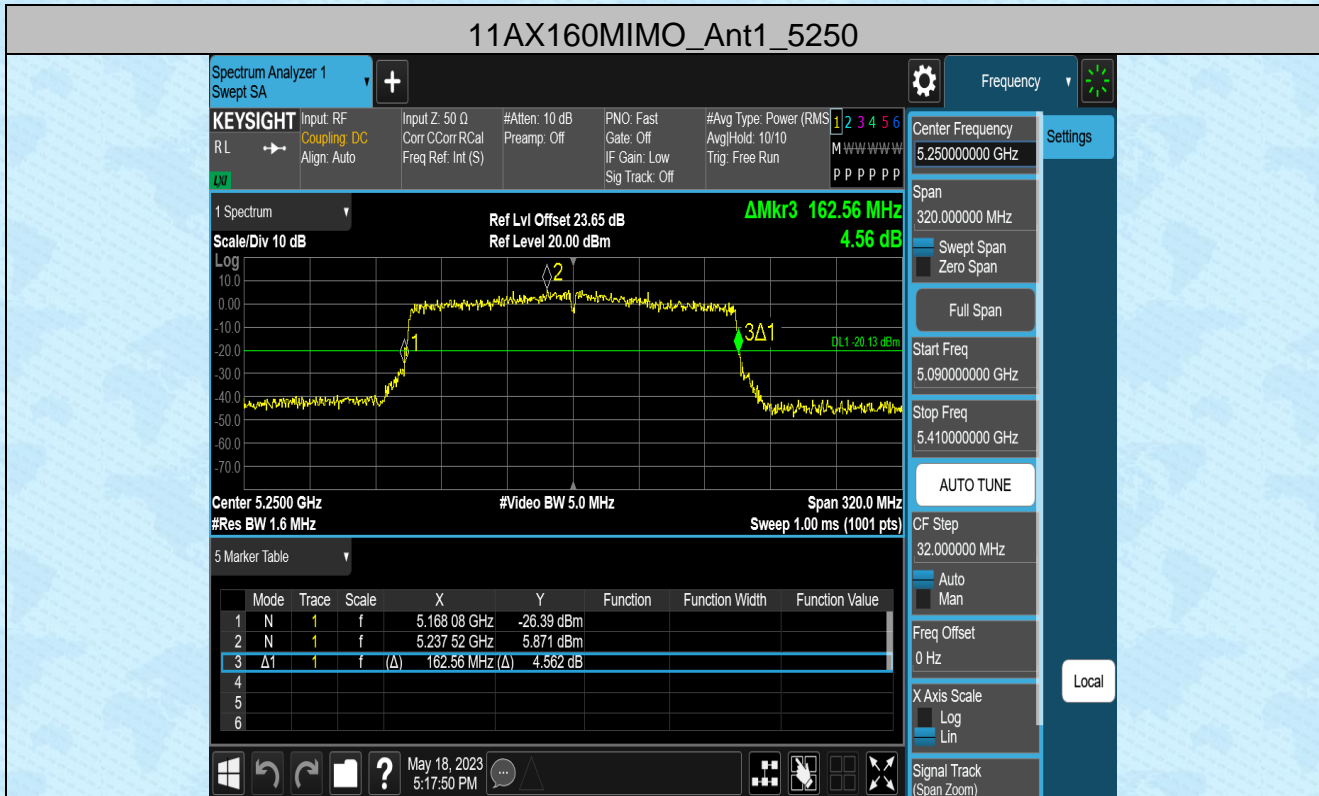 11AX160MIMO_Ant1_5250
Spectrum Analyzer 1
Swept SA
+
Frequency
KEYSIGHT
RL
LXI
Input: RF
Coupling: DC
Align: Auto
Input Z: 50 Ω
Corr CCorr RCal
Freq Ref: Int (S)
#Atten: 10 dB
Preamp: Off
PNO: Fast
Gate: Off
IF Gain: Low
Sig Track: Off
#Avg Type: Power (RMS
Avg|Hold: 10/10
Trig: Free Run
1 2 3 4 5 6
M W W W W W
P P P P P P
1 Spectrum
Scale/Div 10 dB
Ref Lvl Offset 23.65 dB
Ref Level 20.00 dBm
ΔMkr3 162.56 MHz
4.56 dB
Log
10.0
0.00
-10.0
-20.0
-30.0
-40.0
-50.0
-60.0
-70.0
2
1
3Δ1
DL1 -20.13 dBm
Center 5.2500 GHz
#Video BW 5.0 MHz
Span 320.0 MHz
#Res BW 1.6 MHz
Sweep 1.00 ms (1001 pts)
5 Marker Table
Mode Trace Scale X Y Function Function Width Function Value
1 N 1 f 5.168 08 GHz -26.39 dBm
2 N 1 f 5.237 52 GHz 5.871 dBm
3 Δ1 1 f (Δ) 162.56 MHz (Δ) 4.562 dB
4
5
6
?
May 18, 2023
5:17:50 PM
Center Frequency
5.250000000 GHz
Settings
Span
320.000000 MHz
Swept Span
Zero Span
Full Span
Start Freq
5.090000000 GHz
Stop Freq
5.410000000 GHz
AUTO TUNE
CF Step
32.000000 MHz
Auto
Man
Freq Offset
0 Hz
X Axis Scale
Log
Lin
Local
Signal Track
(Span Zoom)